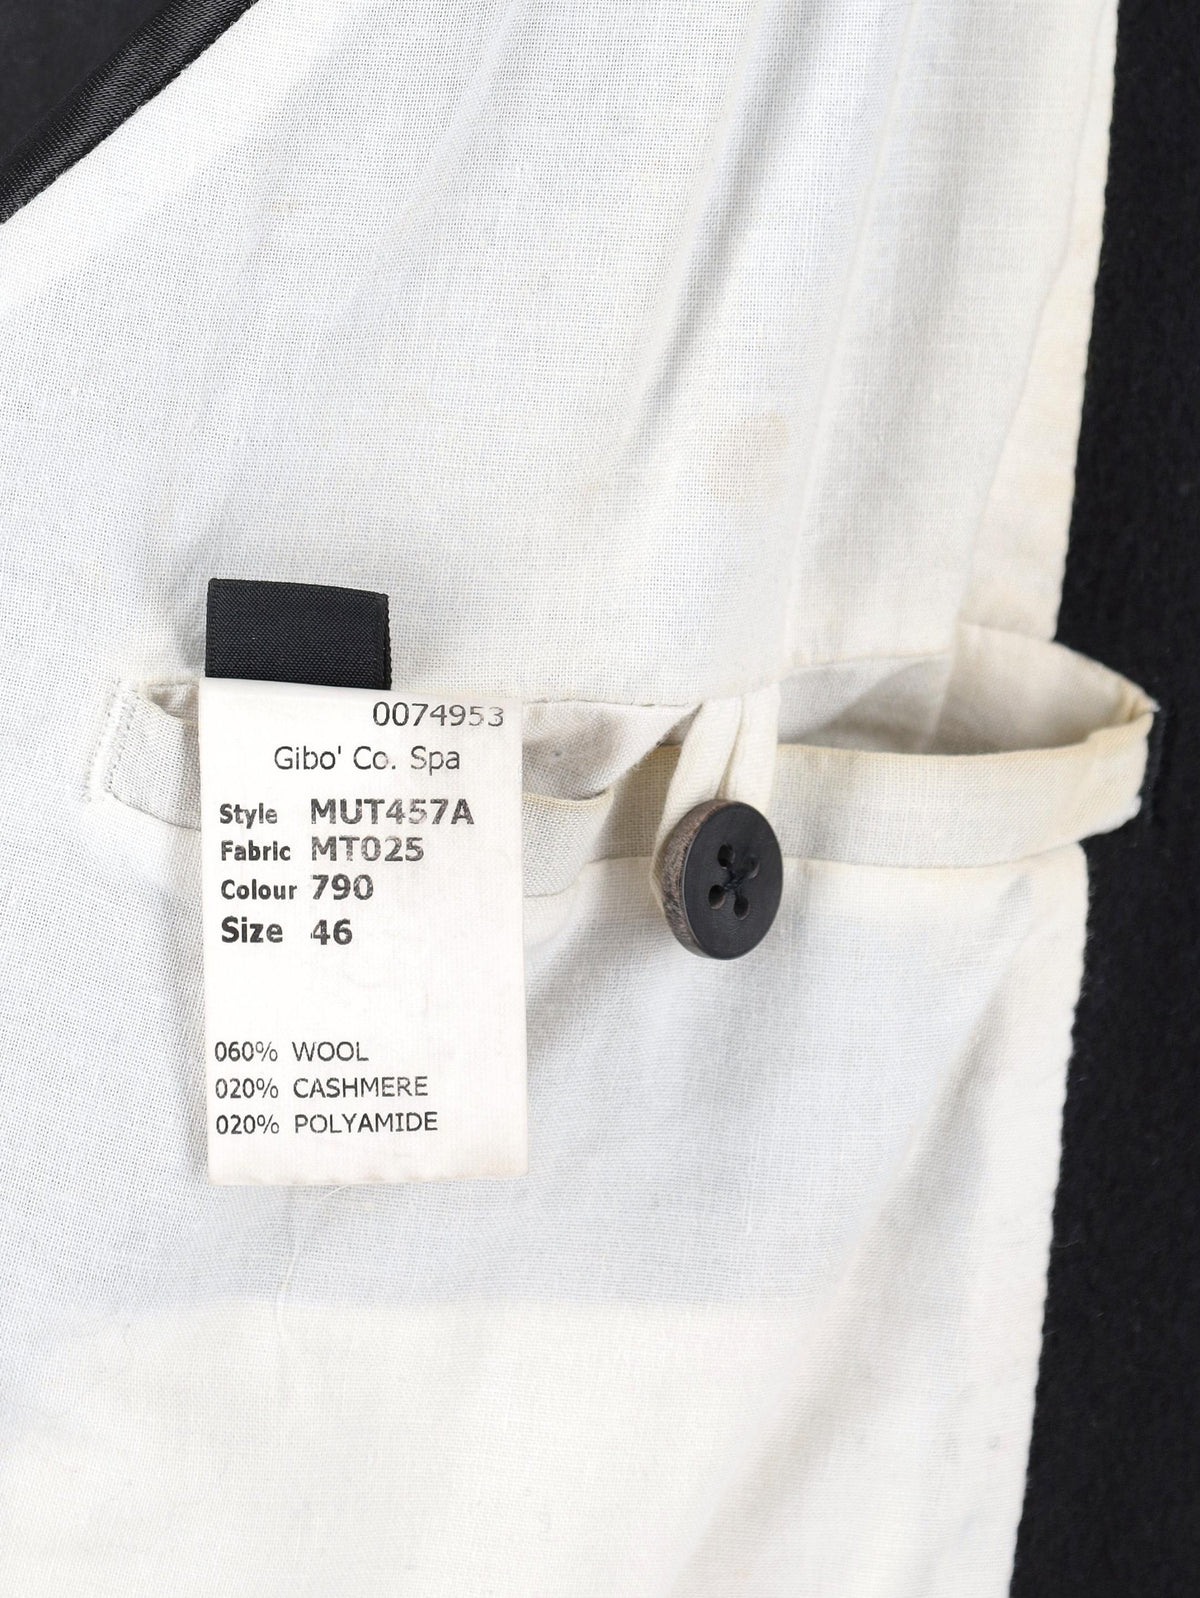 0074953
Gibo' Co. Spa
Style MUT457A
Fabric MT025
Colour 790
Size 46
060% WOOL
020% CASHMERE
020% POLYAMIDE